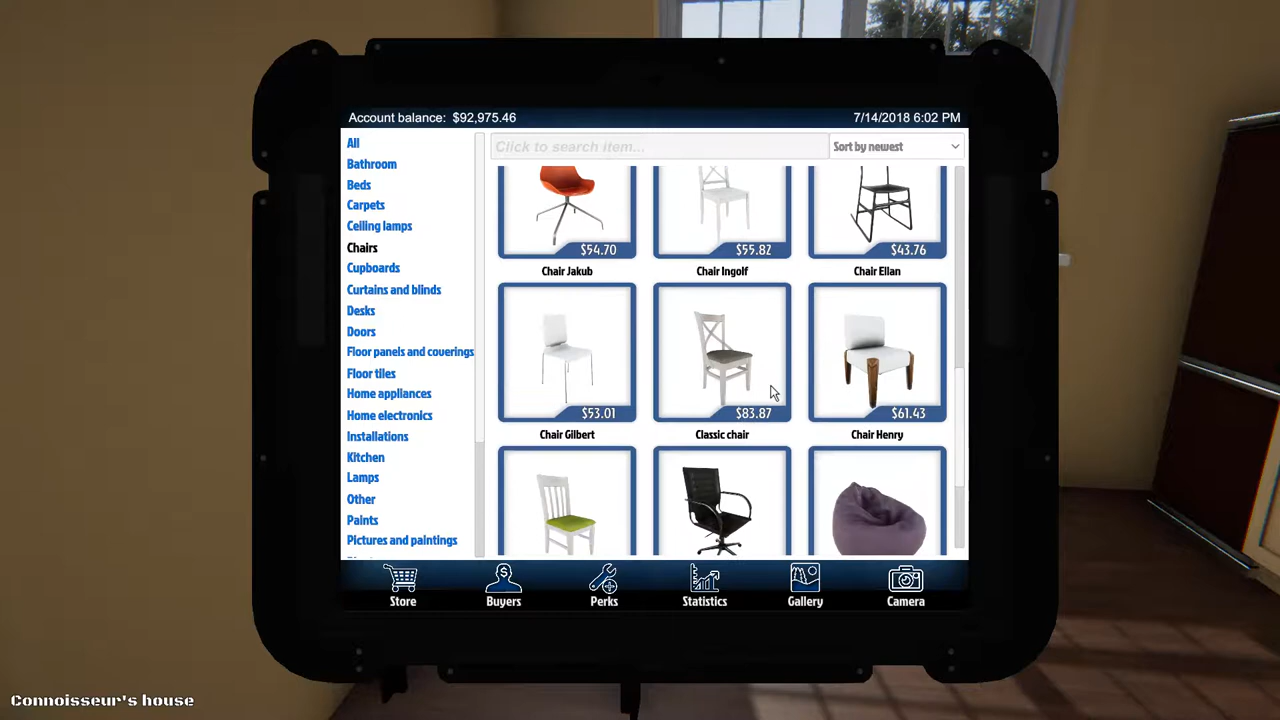 Account balance: $92,975.46
7/14/2018 6:02 PM
All
Bathroom
Beds
Carpets
Ceiling lamps
Chairs
Cupboards
Curtains and blinds
Desks
Doors
Floor panels and coverings
Floor tiles
Home appliances
Home electronics
Installations
Kitchen
Lamps
Other
Paints
Pictures and paintings
Click to search item...
Sort by newest
$54.70
$55.82
$43.76
Chair Jakub
Chair Ingolf
Chair Ellan
$53.01
$83.87
$61.43
Chair Gilbert
Classic chair
Chair Henry
Store
Buyers
Perks
Statistics
Gallery
Camera
Connoisseur's house